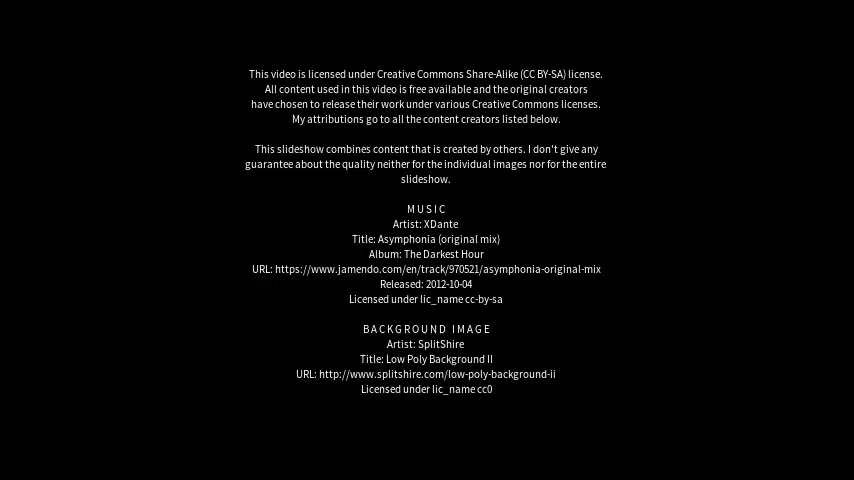 This video is licensed under Creative Commons Share-Alike (CC BY-SA) license.
All content used in this video is free available and the original creators
have chosen to release their work under various Creative Commons licenses.
My attributions go to all the content creators listed below.
This slideshow combines content that is created by others. I don't give any
guarantee about the quality neither for the individual images nor for the entire
slideshow.
MUSIC
Artist: XDante
Title: Asymphonia (original mix)
Album: The Darkest Hour
URL: https://www.jamendo.com/en/track/970521/asymphonia-original-mix
Released: 2012-10-04
Licensed under lic_name cc-by-sa
BACKGROUND IMAGE
Artist: SplitShire
Title: Low Poly Background II
URL: http://www.splitshire.com/low-poly-background-ii
Licensed under lic_name cc0